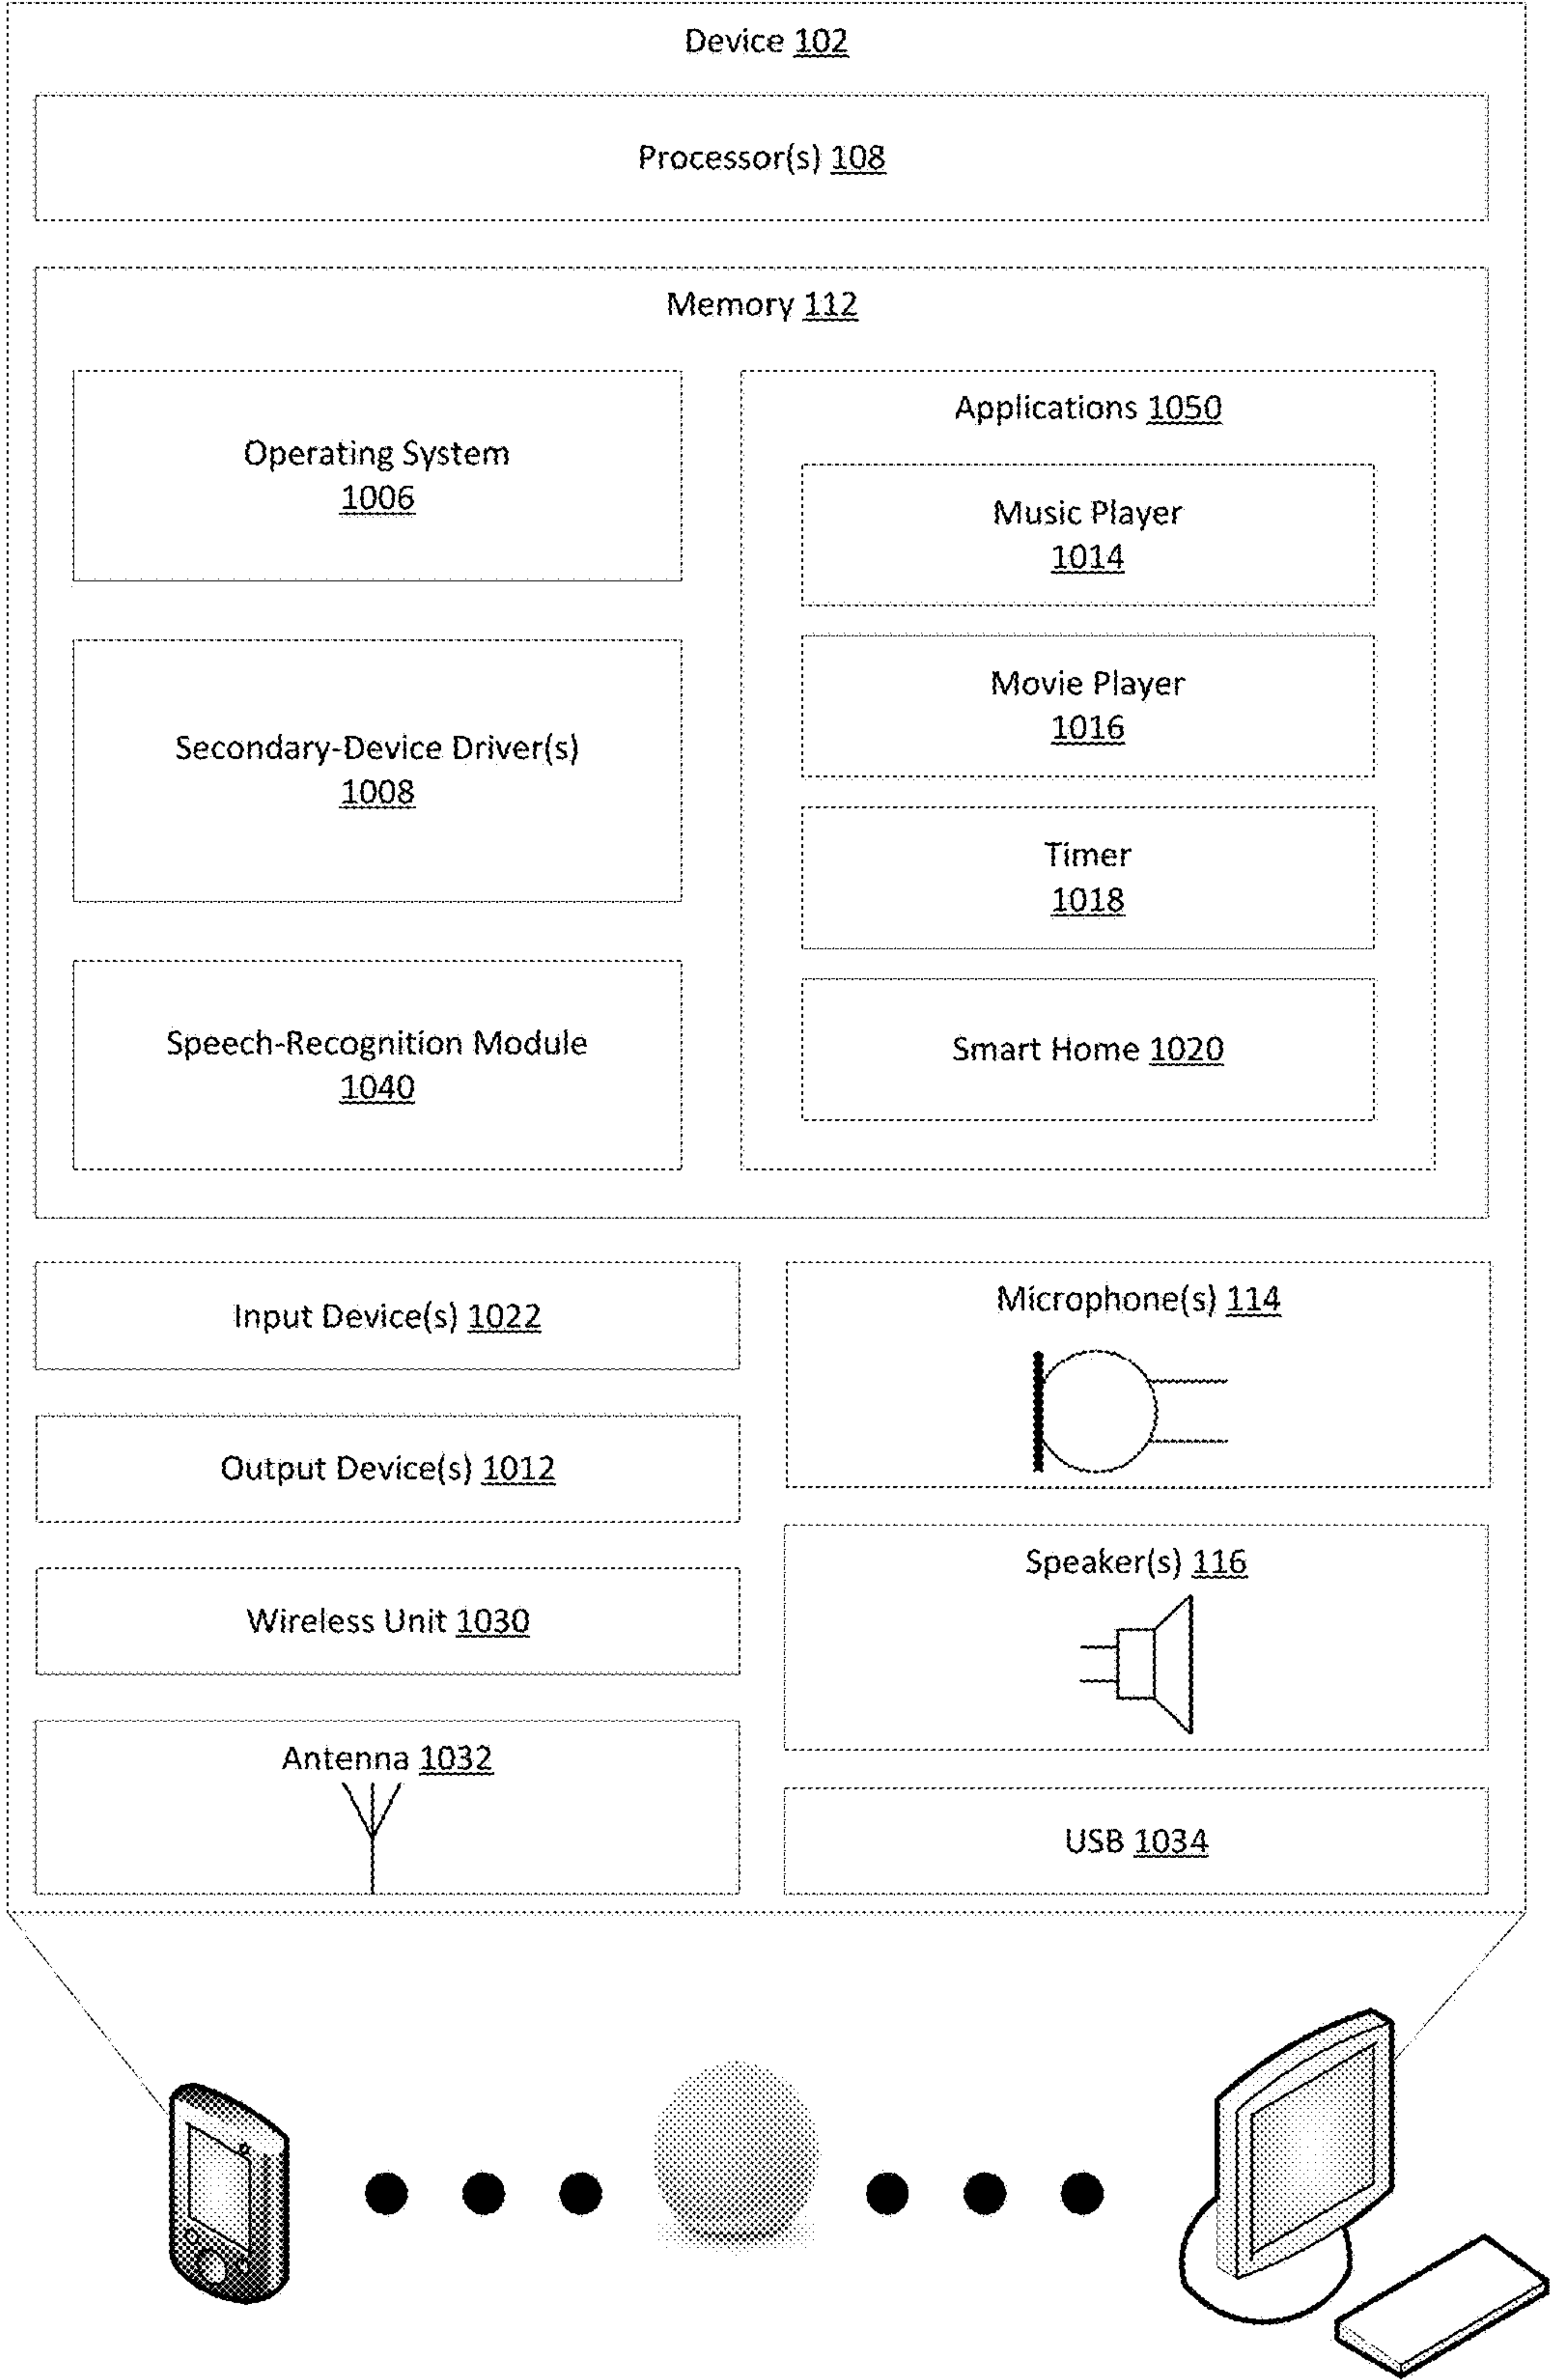 Device 102
Processor(s) 108
Memory 112
Operating System
1006
Secondary-Device Driver(s)
1008
Speech-Recognition Module
1040
Applications 1050
Music Player
1014
Movie Player
1016
Timer
1018
Smart Home 1020
Input Device(s) 1022
Output Device(s) 1012
Wireless Unit 1030
Antenna 1032
Microphone(s) 114
Speaker(s) 116
USB 1034